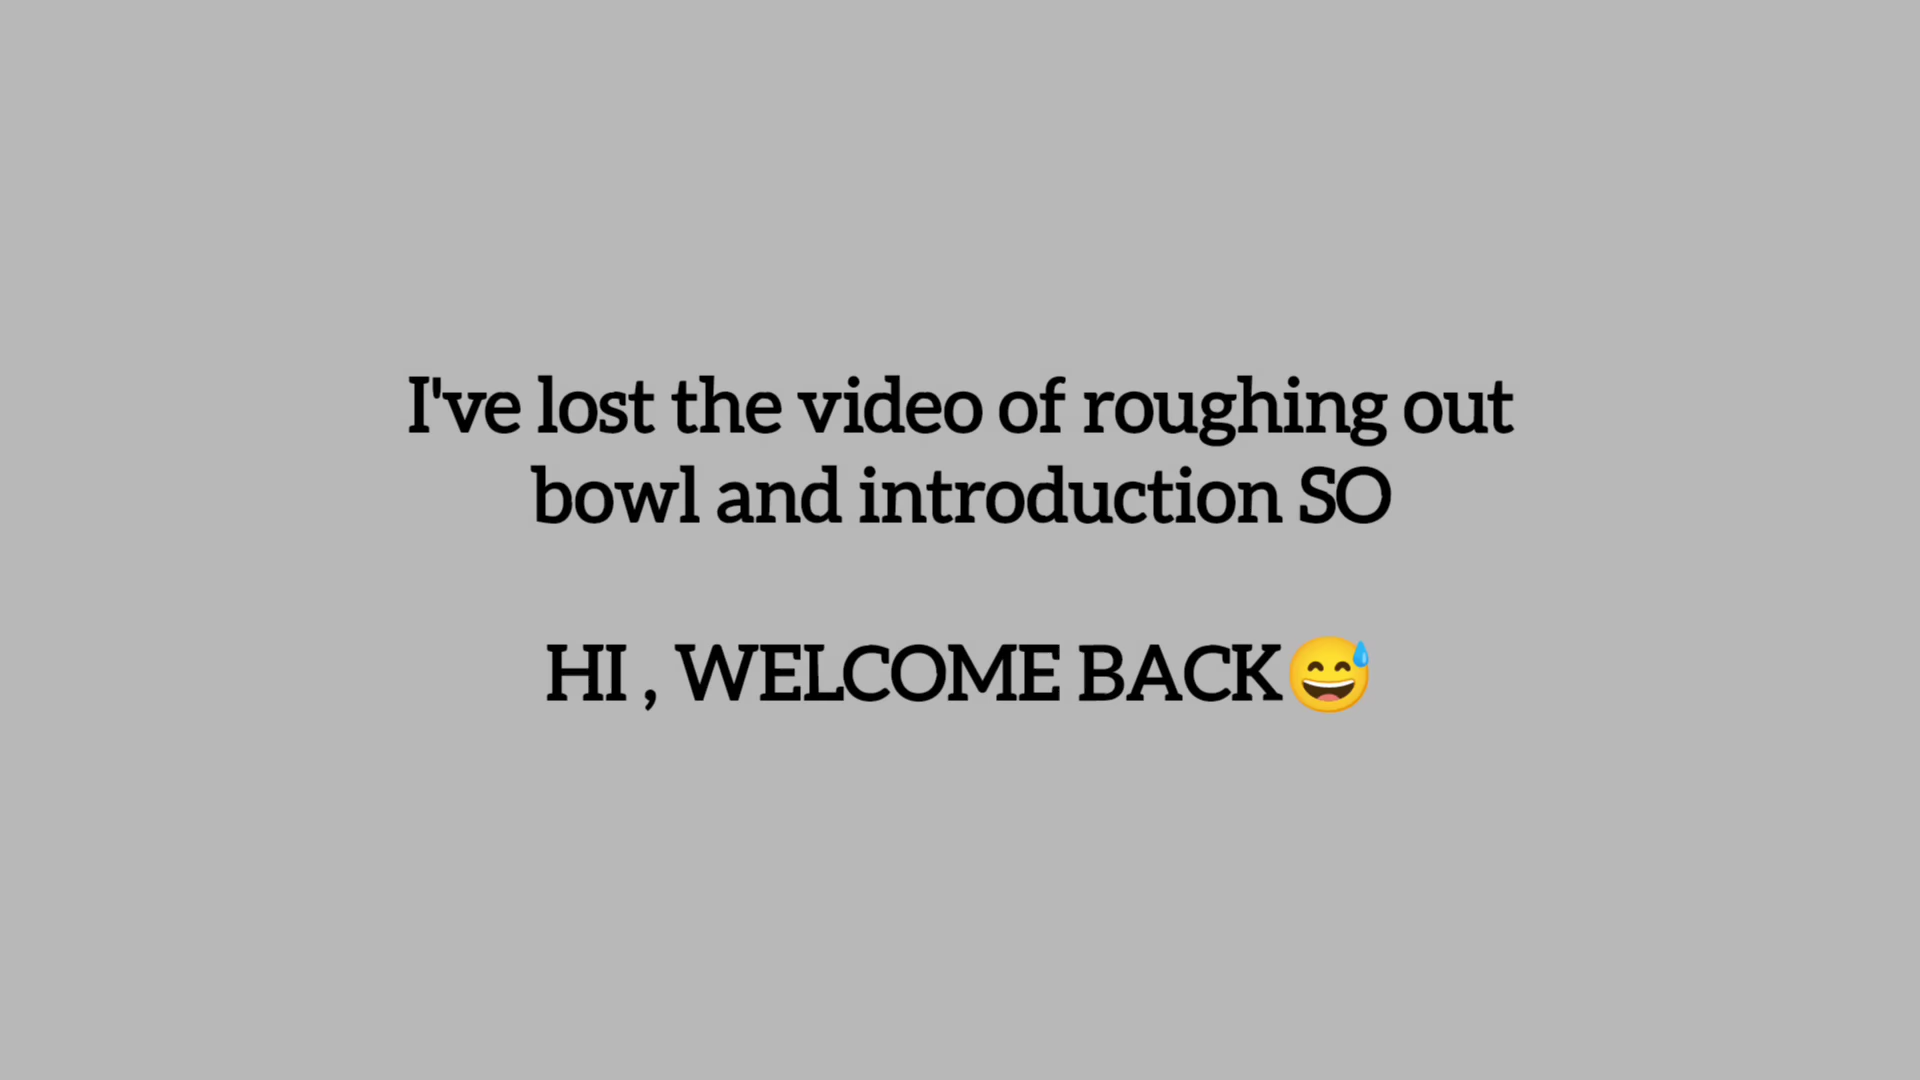 I've lost the video of roughing out
bowl and introduction SO
HI , WELCOME BACK😅